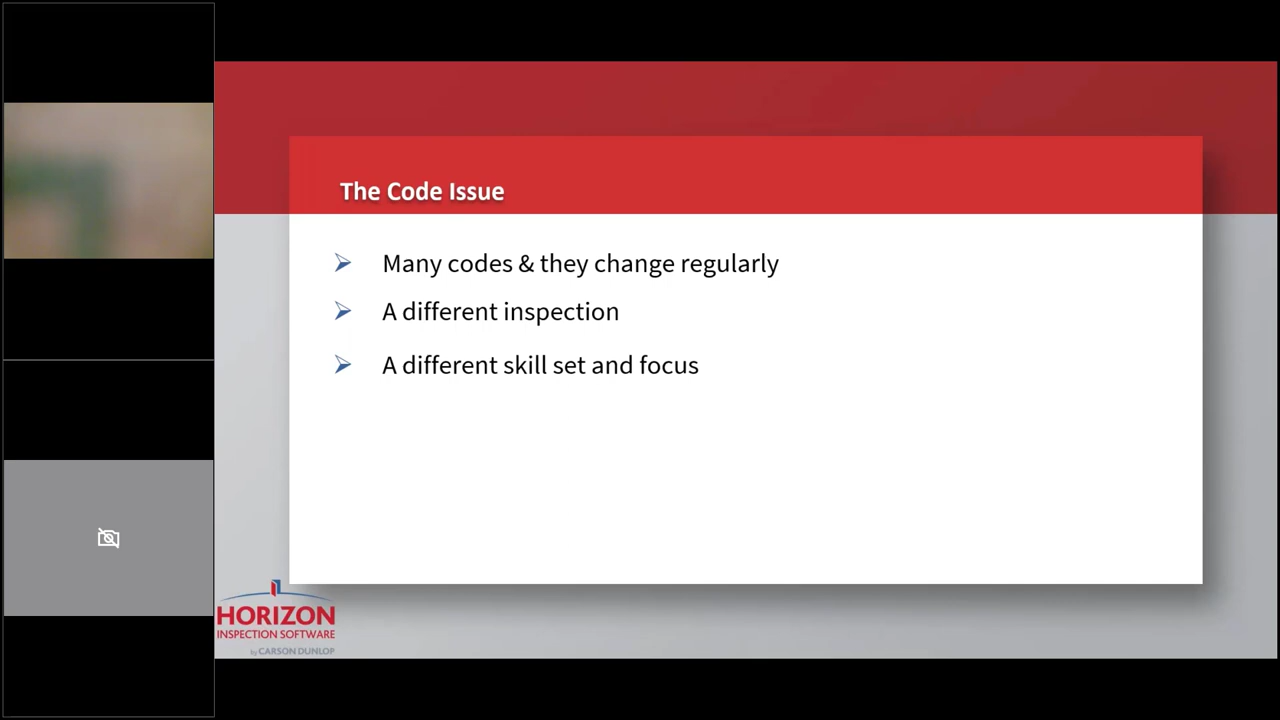 The Code Issue
Many codes & they change regularly
A different inspection
A different skill set and focus
HORIZON
INSPECTION SOFTWARE
by CARSON DUNLOP